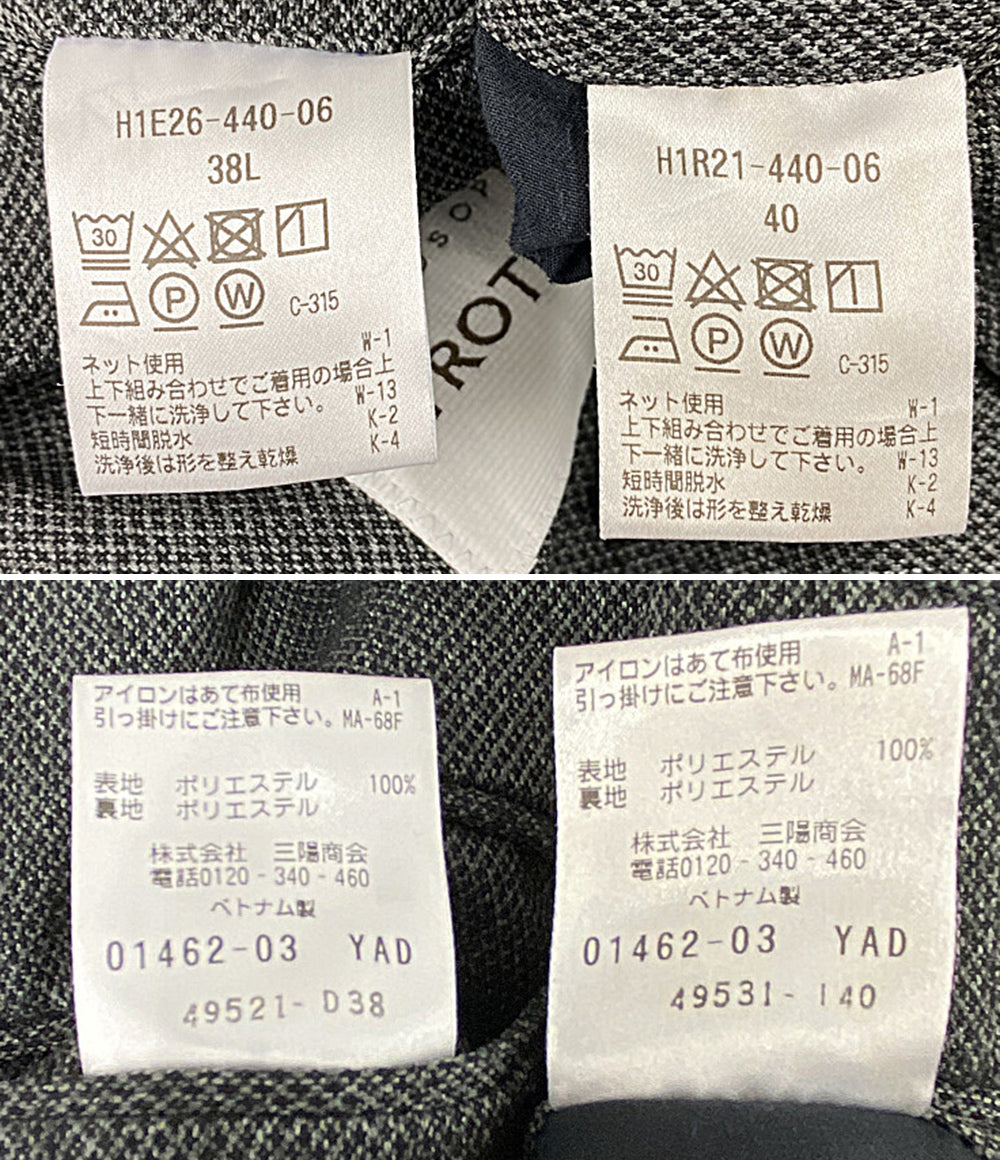 H1E26-440-06
38L
30
P W C-315
ネット使用 W-1
上下組み合わせでご着用の場合上
下一緒に洗浄して下さい。 W-13
短時間脱水 K-2
洗浄後は形を整え乾燥 K-4
ROT
H1R21-440-06
40
30
P W C-315
ネット使用 W-1
上下組み合わせでご着用の場合上
下一緒に洗浄して下さい。 W-13
短時間脱水 K-2
洗浄後は形を整え乾燥 K-4
アイロンはあて布使用 A-1
引っ掛けにご注意下さい。MA-68F
表地 ポリエステル 100%
裏地 ポリエステル
株式会社 三陽商会
電話0120-340-460
ベトナム製
01462-03 YAD
49521-D38
アイロンはあて布使用 A-1
引っ掛けにご注意下さい。MA-68F
表地 ポリエステル 100%
裏地 ポリエステル
株式会社 三陽商会
電話0120-340-460
ベトナム製
01462-03 YAD
49531-140